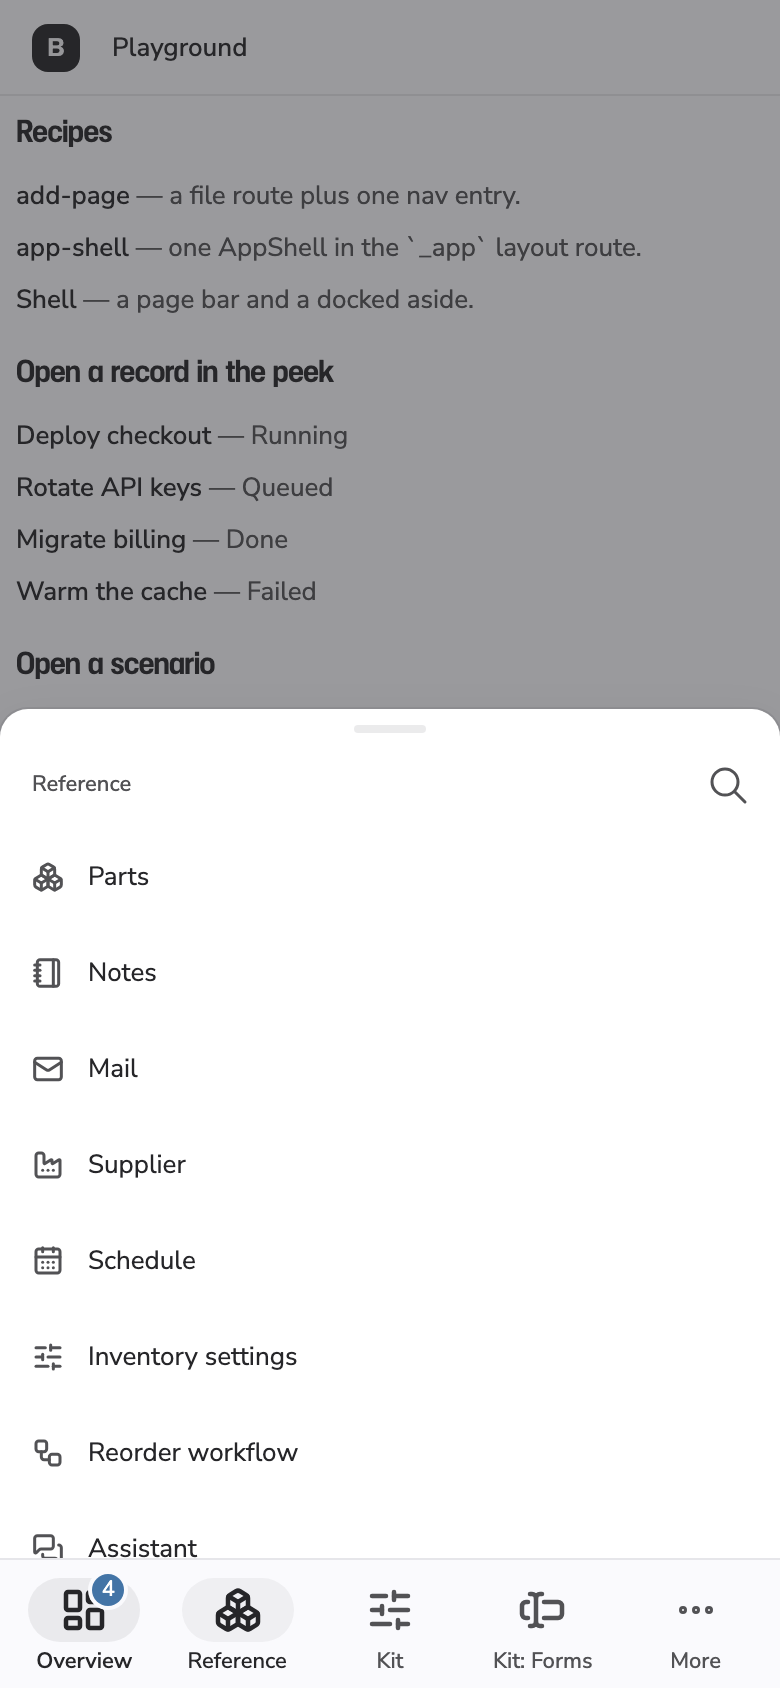 B Playground
Recipes
add-page — a file route plus one nav entry.
app-shell — one AppShell in the `_app` layout route.
Shell — a page bar and a docked aside.
Open a record in the peek
Deploy checkout — Running
Rotate API keys — Queued
Migrate billing — Done
Warm the cache — Failed
Open a scenario
Reference
Parts
Notes
Mail
Supplier
Schedule
Inventory settings
Reorder workflow
Assistant
4
Overview Reference Kit Kit: Forms More